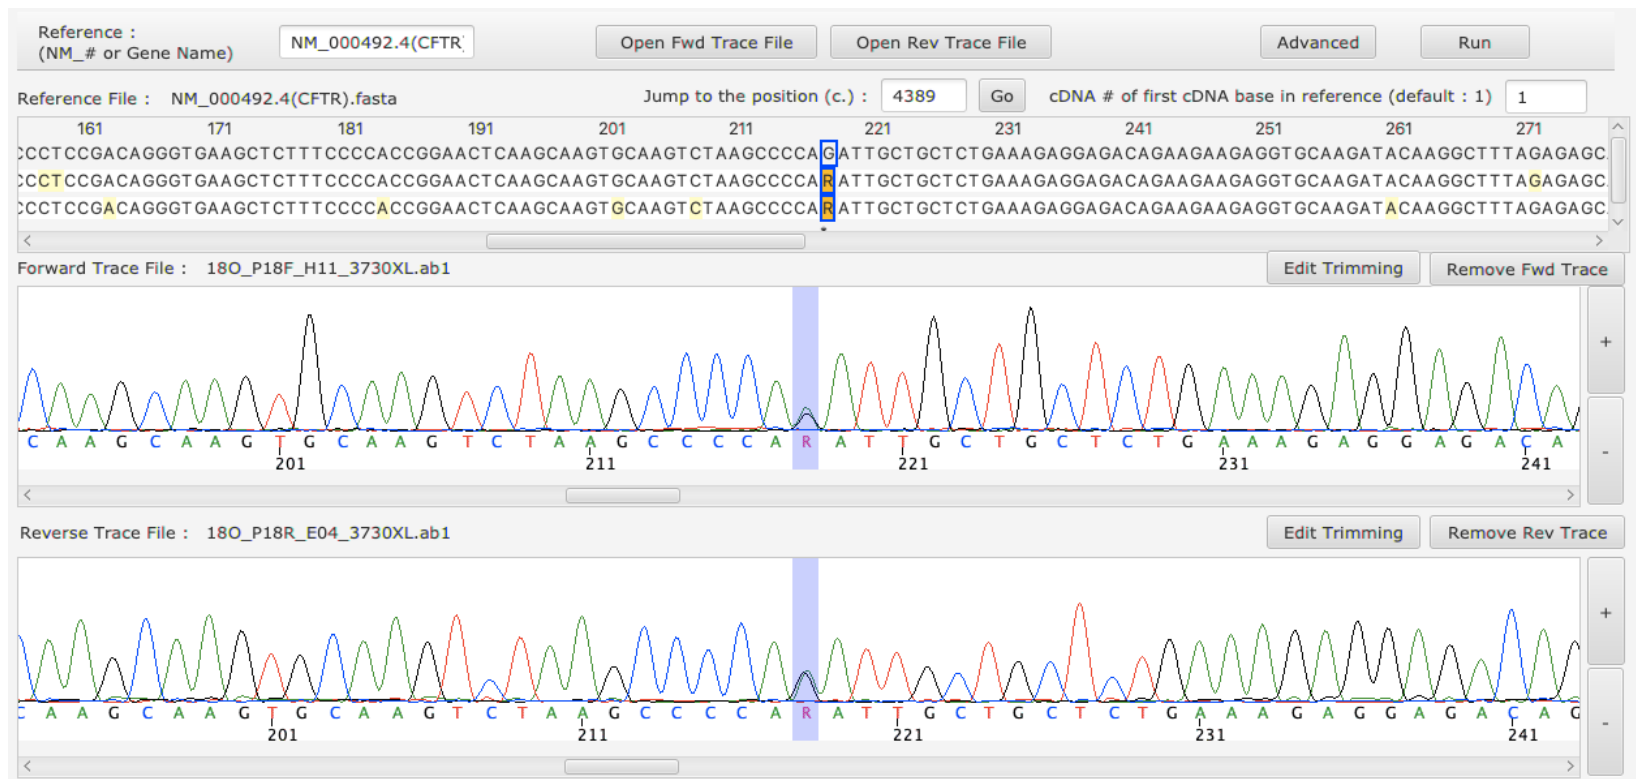 Reference :
(NM_# or Gene Name)
NM_000492.4(CFTR)
Open Fwd Trace File
Open Rev Trace File
Advanced
Run
Reference File : NM_000492.4(CFTR).fasta
Jump to the position (c.) : 4389 Go
cDNA # of first cDNA base in reference (default : 1) 1
161 171 181 191 201 211 221 231 241 251 261 271
CCCTCCGACAGGGTGAAGCTCTTTCCCCACCGGAACTCAAGCAAGTGCAAGTCTAAGCCCCAGATTGCTGCTCTGAAAGAGGAGACAGAAGAAGAGGTGCAAGATACAAGGCTTTAGAGAGC
CCCTCCGACAGGGTGAAGCTCTTTCCCCACCGGAACTCAAGCAAGTGCAAGTCTAAGCCCCARATTGCTGCTCTGAAAGAGGAGACAGAAGAAGAGGTGCAAGATACAAGGCTTTAGAGAGC
CCCTCCGACAGGGTGAAGCTCTTTCCCCACCGGAACTCAAGCAAGTGCAAGTCTAAGCCCCARATTGCTGCTCTGAAAGAGGAGACAGAAGAAGAGGTGCAAGATACAAGGCTTTAGAGAGC
*
Forward Trace File : 18O_P18F_H11_3730XL.ab1
Edit Trimming
Remove Fwd Trace
+
C A A G C A A G T G C A A G T C T A A G C C C C A R A T T G C T G C T C T G A A A G A G G A G A C A
201 211 221 231 241
-
Reverse Trace File : 18O_P18R_E04_3730XL.ab1
Edit Trimming
Remove Rev Trace
+
C A A G C A A G T G C A A G T C T A A G C C C C A R A T T G C T G C T C T G A A A G A G G A G A C A G
201 211 221 231 241
-